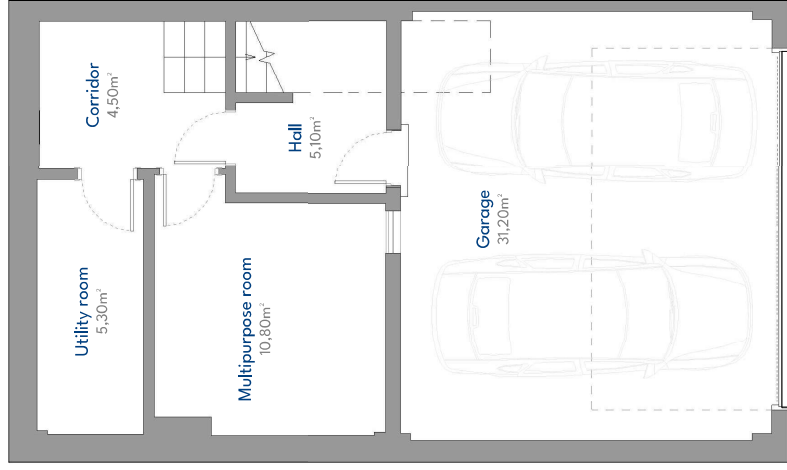 Corridor
4,50m²
Hall
5,10m²
Garage
31,20m²
Utility room
5,30m²
Multipurpose room
10,80m²